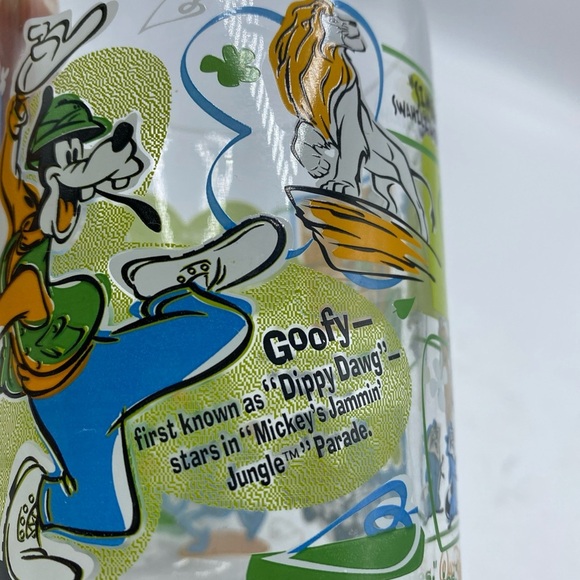 Goofy—
first known as "Dippy Dawg"—
stars in "Mickey's Jammin'
Jungle™" Parade.